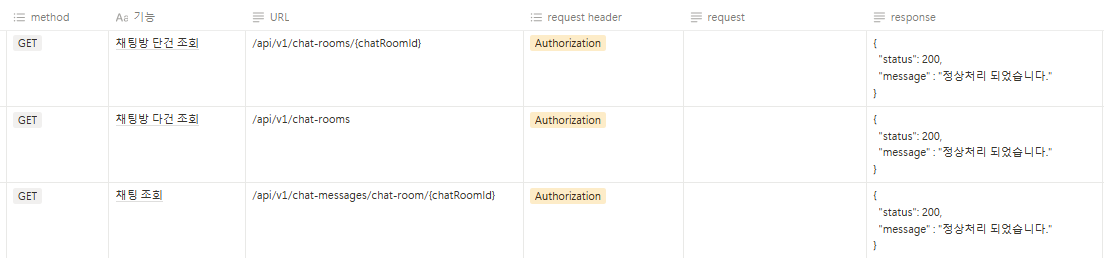 method Aa 기능 URL request header request response
GET 채팅방 단건 조회 /api/v1/chat-rooms/{chatRoomId} Authorization {
"status": 200,
"message" : "정상처리 되었습니다."
}
GET 채팅방 다건 조회 /api/v1/chat-rooms Authorization {
"status": 200,
"message" : "정상처리 되었습니다."
}
GET 채팅 조회 /api/v1/chat-messages/chat-room/{chatRoomId} Authorization {
"status": 200,
"message" : "정상처리 되었습니다."
}